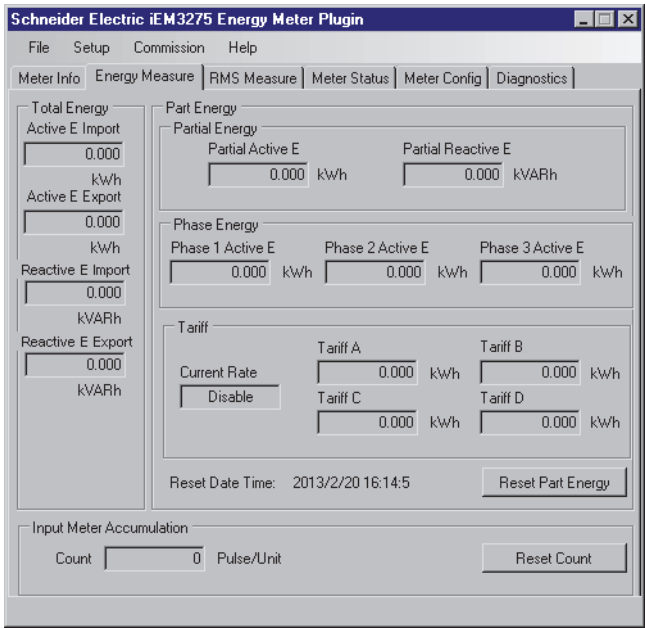 Schneider Electric iEM3275 Energy Meter Plugin
File Setup Commission Help
Meter Info Energy Measure RMS Measure Meter Status Meter Config Diagnostics
Total Energy
Active E Import
0.000
kWh
Active E Export
0.000
kWh
Reactive E Import
0.000
kVARh
Reactive E Export
0.000
kVARh
Part Energy
Partial Energy
Partial Active E Partial Reactive E
0.000 kWh 0.000 kVARh
Phase Energy
Phase 1 Active E Phase 2 Active E Phase 3 Active E
0.000 kWh 0.000 kWh 0.000 kWh
Tariff
Current Rate
Disable
Tariff A Tariff B
0.000 kWh 0.000 kWh
Tariff C Tariff D
0.000 kWh 0.000 kWh
Reset Date Time: 2013/2/20 16:14:5 Reset Part Energy
Input Meter Accumulation
Count 0 Pulse/Unit Reset Count